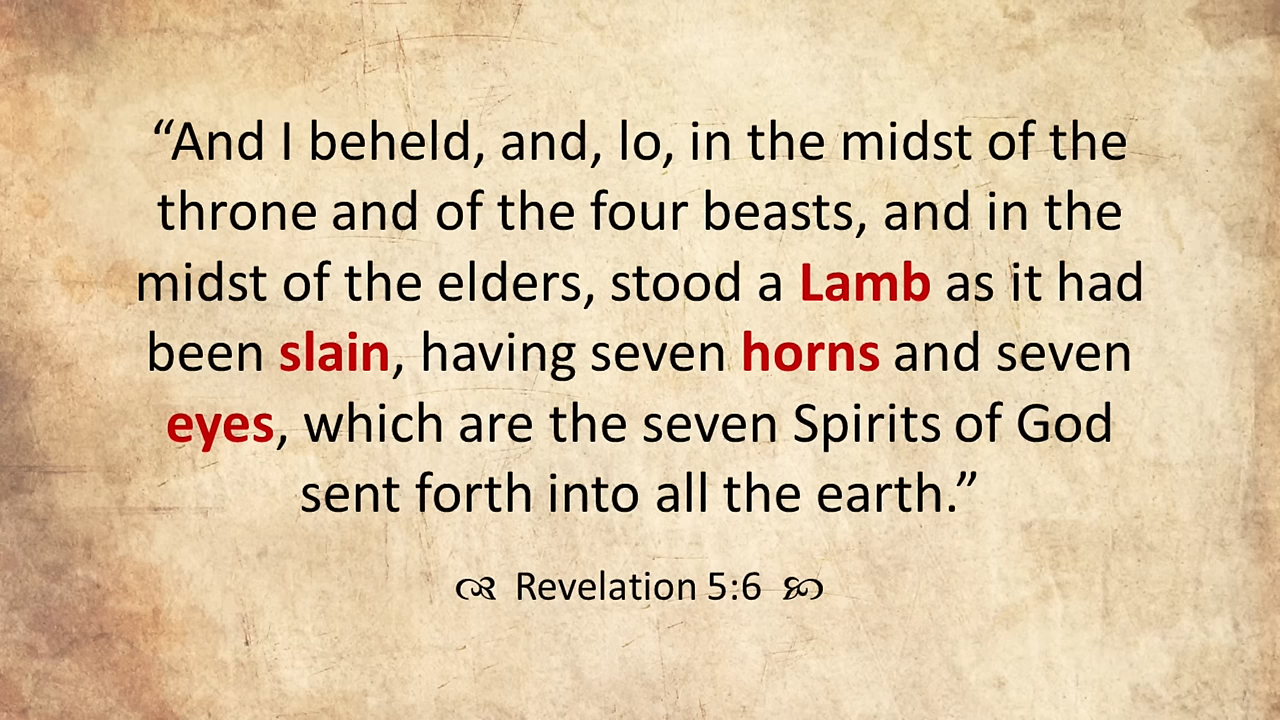 “And I beheld, and, lo, in the midst of the
throne and of the four beasts, and in the
midst of the elders, stood a Lamb as it had
been slain, having seven horns and seven
eyes, which are the seven Spirits of God
sent forth into all the earth.”
Revelation 5:6